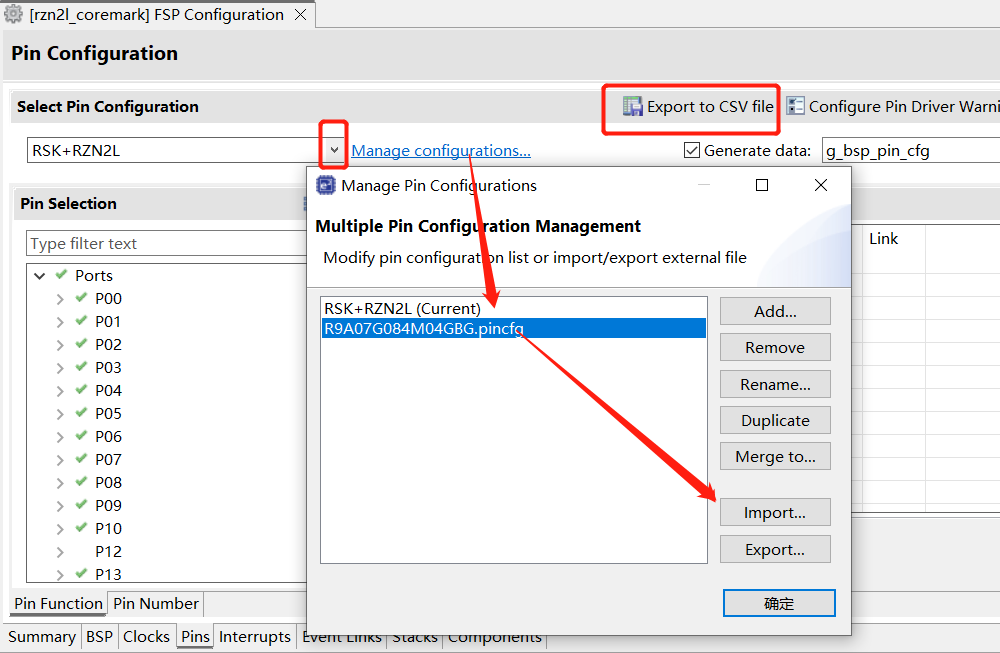 [rzn2l_coremark] FSP Configuration
Pin Configuration
Select Pin Configuration
Export to CSV file
Configure Pin Driver Warni
RSK+RZN2L
Manage configurations...
Generate data:
g_bsp_pin_cfg
Pin Selection
Type filter text
Ports
P00
P01
P02
P03
P04
P05
P06
P07
P08
P09
P10
P12
P13
Link
Manage Pin Configurations
Multiple Pin Configuration Management
Modify pin configuration list or import/export external file
RSK+RZN2L (Current)
R9A07G084M04GBG.pincfg
Add...
Remove
Rename...
Duplicate
Merge to...
Import...
Export...
确定
Pin Function Pin Number
Summary BSP Clocks Pins Interrupts Event Links Stacks Components